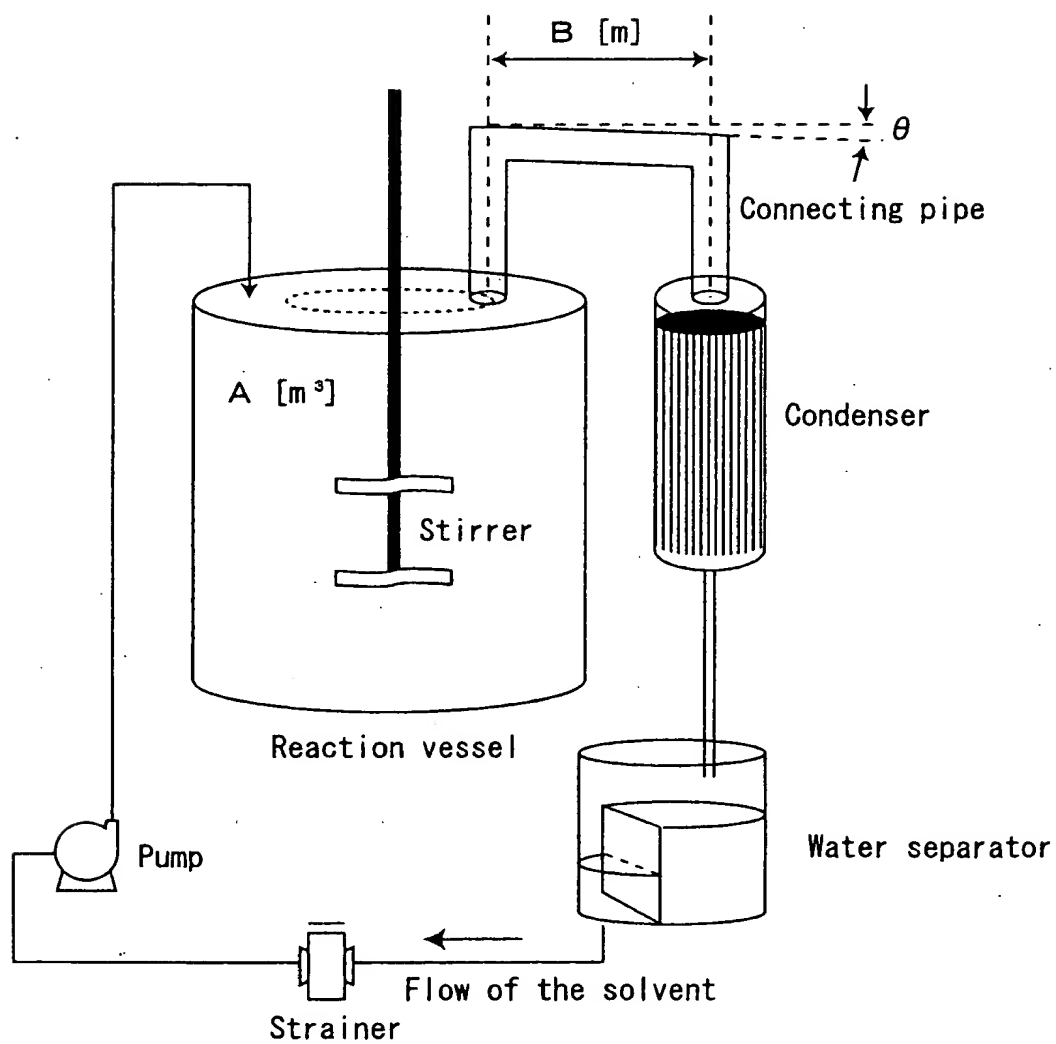 B [m]
θ
Connecting pipe
A [m³]
Condenser
Stirrer
Reaction vessel
Pump
Water separator
Flow of the solvent
Strainer